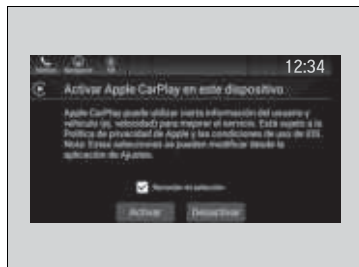 12:34
Activar Apple CarPlay en este dispositivo
Apple CarPlay puede utilizar cierta información del usuario y
vehículo (ej. velocidad) para mejorar el servicio. Está sujeto a la
Política de privacidad de Apple y las condiciones de uso de iOS.
Nota: Estas selecciones se pueden modificar desde la
aplicación de Ajustes.
Recordar mi selección
Activar Desactivar